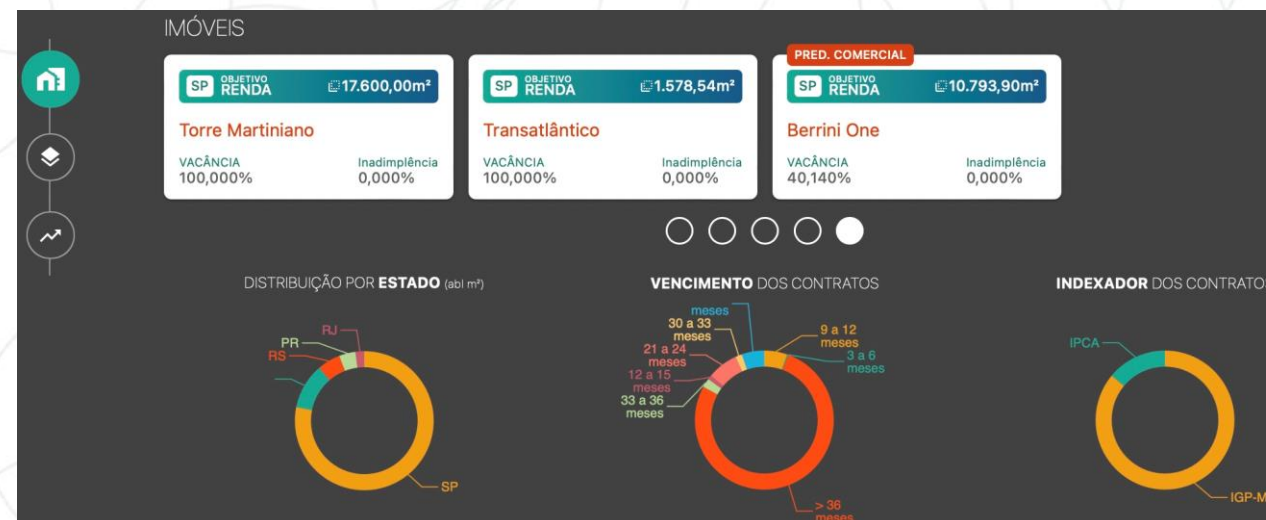 IMÓVEIS
SP OBJETIVO RENDA 17.600,00m²
Torre Martiniano
VACÂNCIA Inadimplência
100,000% 0,000%
SP OBJETIVO RENDA 1.578,54m²
Transatlântico
VACÂNCIA Inadimplência
100,000% 0,000%
PRED. COMERCIAL
SP OBJETIVO RENDA 10.793,90m²
Berrini One
VACÂNCIA Inadimplência
40,140% 0,000%
DISTRIBUIÇÃO POR ESTADO (abl m²)
RJ
PR
RS
SP
VENCIMENTO DOS CONTRATOS
meses
30 a 33
meses
21 a 24
meses
12 a 15
meses
33 a 36
meses
9 a 12
meses
3 a 6
meses
> 36
meses
INDEXADOR DOS CONTRATOS
IPCA
IGP-M